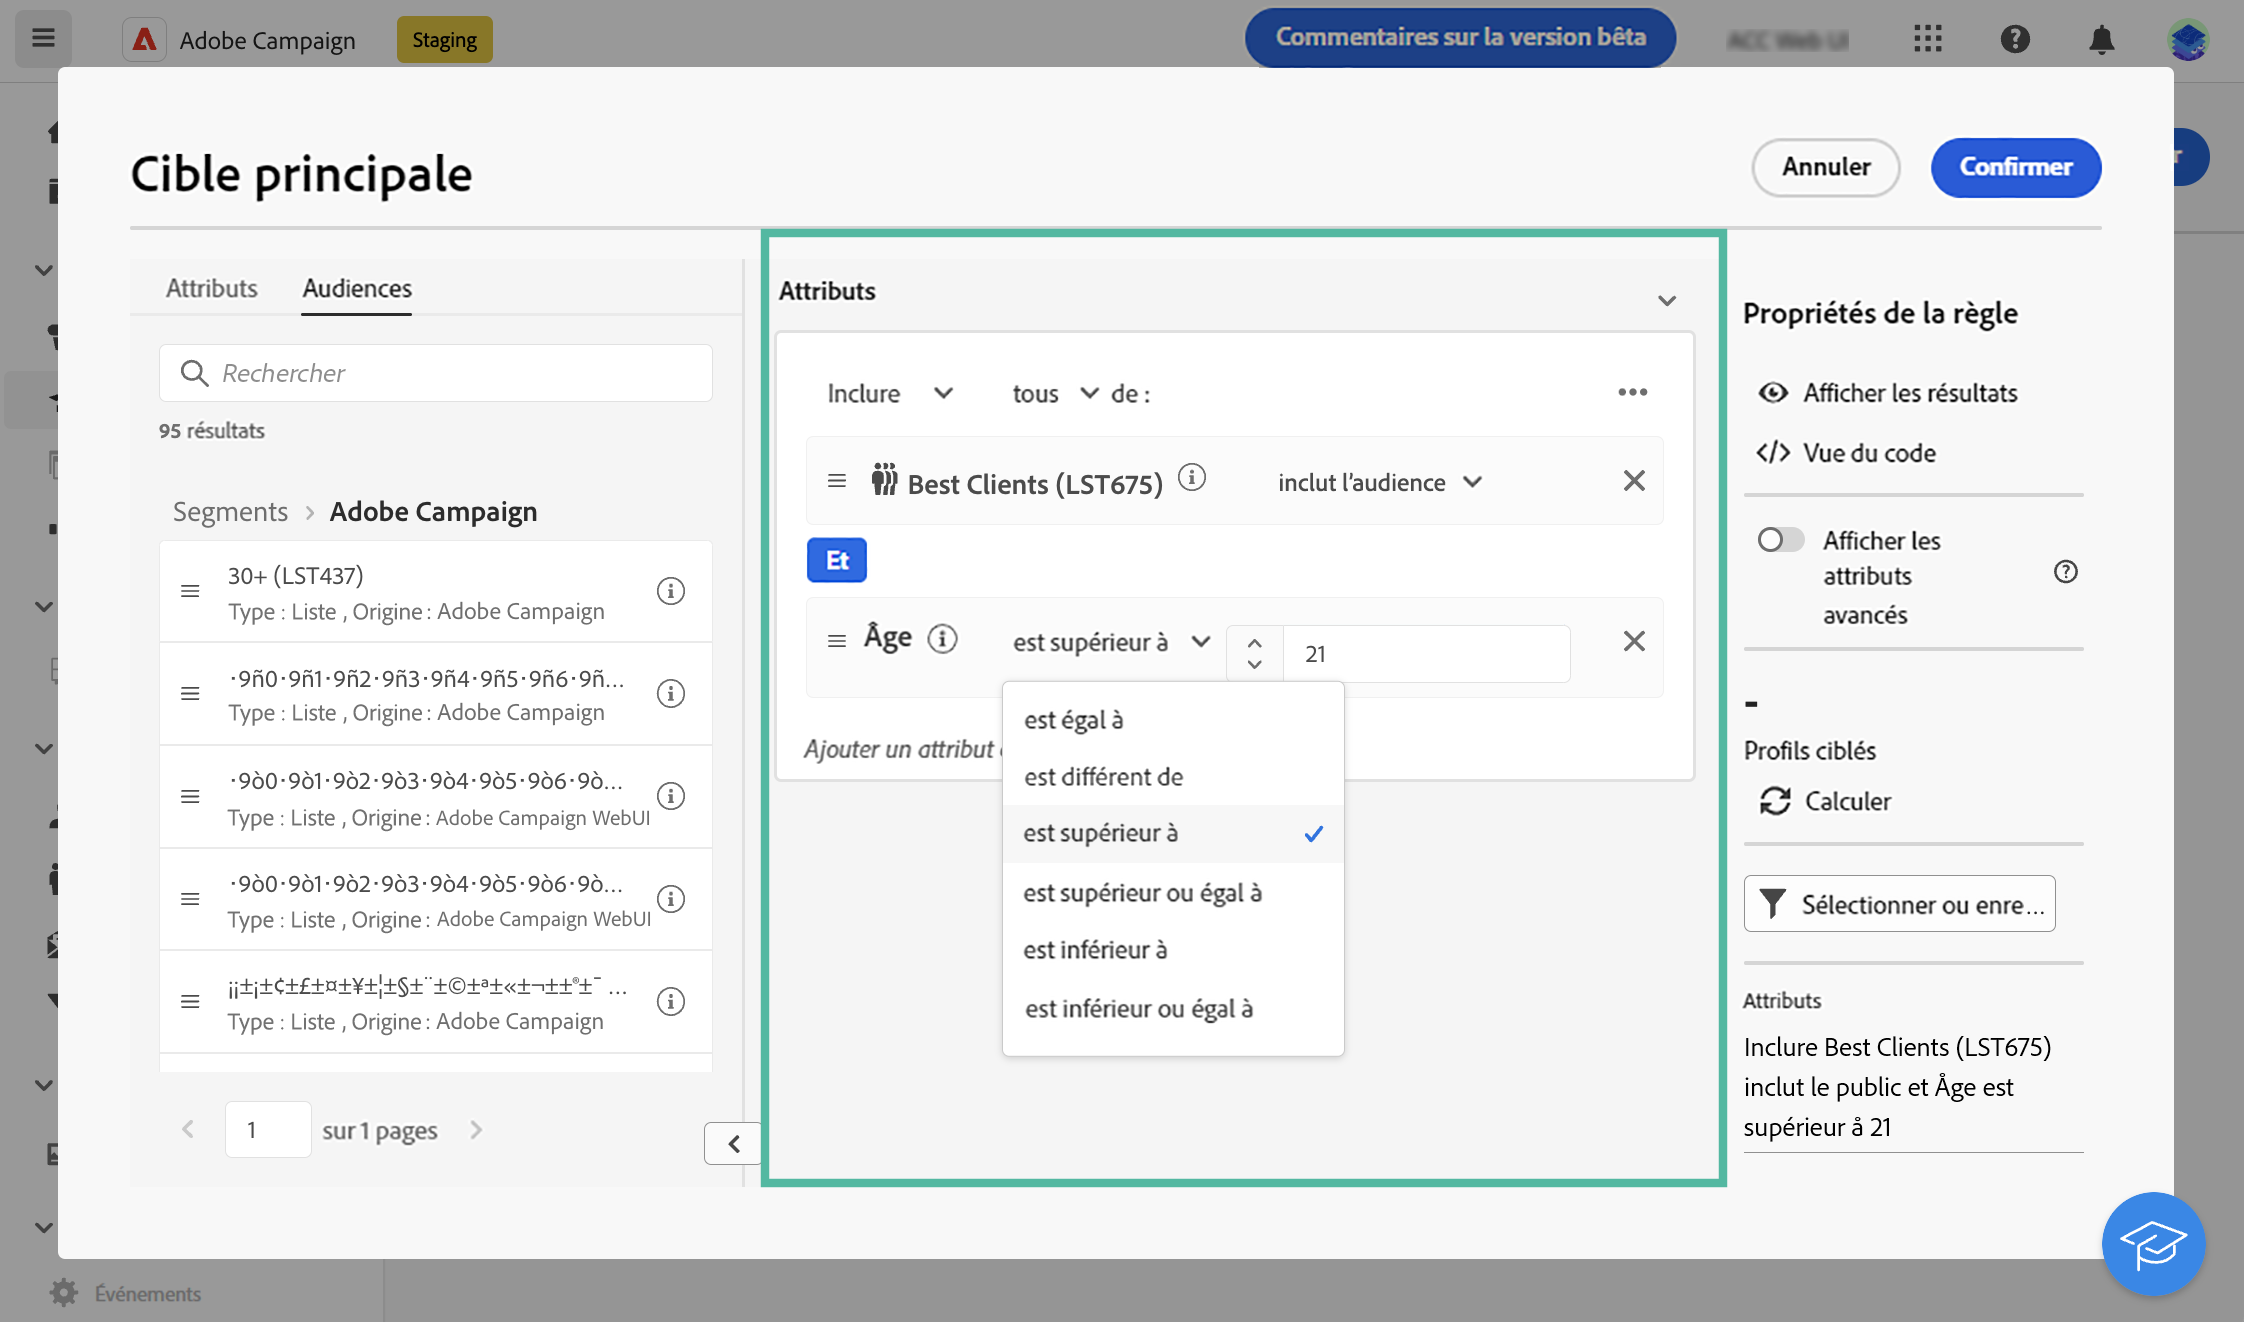 Adobe Campaign
Staging
Commentaires sur la version bêta
Cible principale
Annuler
Confirmer
Attributs
Audiences
Rechercher
95 résultats
Segments > Adobe Campaign
30+ (LST437)
Type : Liste , Origine : Adobe Campaign
·9ñ0·9ñ1·9ñ2·9ñ3·9ñ4·9ñ5·9ñ6·9ñ...
Type : Liste , Origine : Adobe Campaign
·9ò0·9ò1·9ò2·9ò3·9ò4·9ò5·9ò6·9ò...
Type : Liste , Origine : Adobe Campaign WebUI
·9ò0·9ò1·9ò2·9ò3·9ò4·9ò5·9ò6·9ò...
Type : Liste , Origine : Adobe Campaign WebUI
¡¡±¡±¢±£±¤±¥±¦±§±¨±©±ª±«±¬±±®±¯ ...
Type : Liste , Origine : Adobe Campaign
1 sur 1 pages
Attributs
Inclure tous de :
Best Clients (LST675) inclut l'audience
Et
Âge est supérieur à 21
est égal à
est différent de
est supérieur à
est supérieur ou égal à
est inférieur à
est inférieur ou égal à
Ajouter un attribut
Propriétés de la règle
Afficher les résultats
</> Vue du code
Afficher les
attributs
avancés
-
Profils ciblés
Calculer
Sélectionner ou enre...
Attributs
Inclure Best Clients (LST675)
inclut le public et Åge est
supérieur å 21
Événements